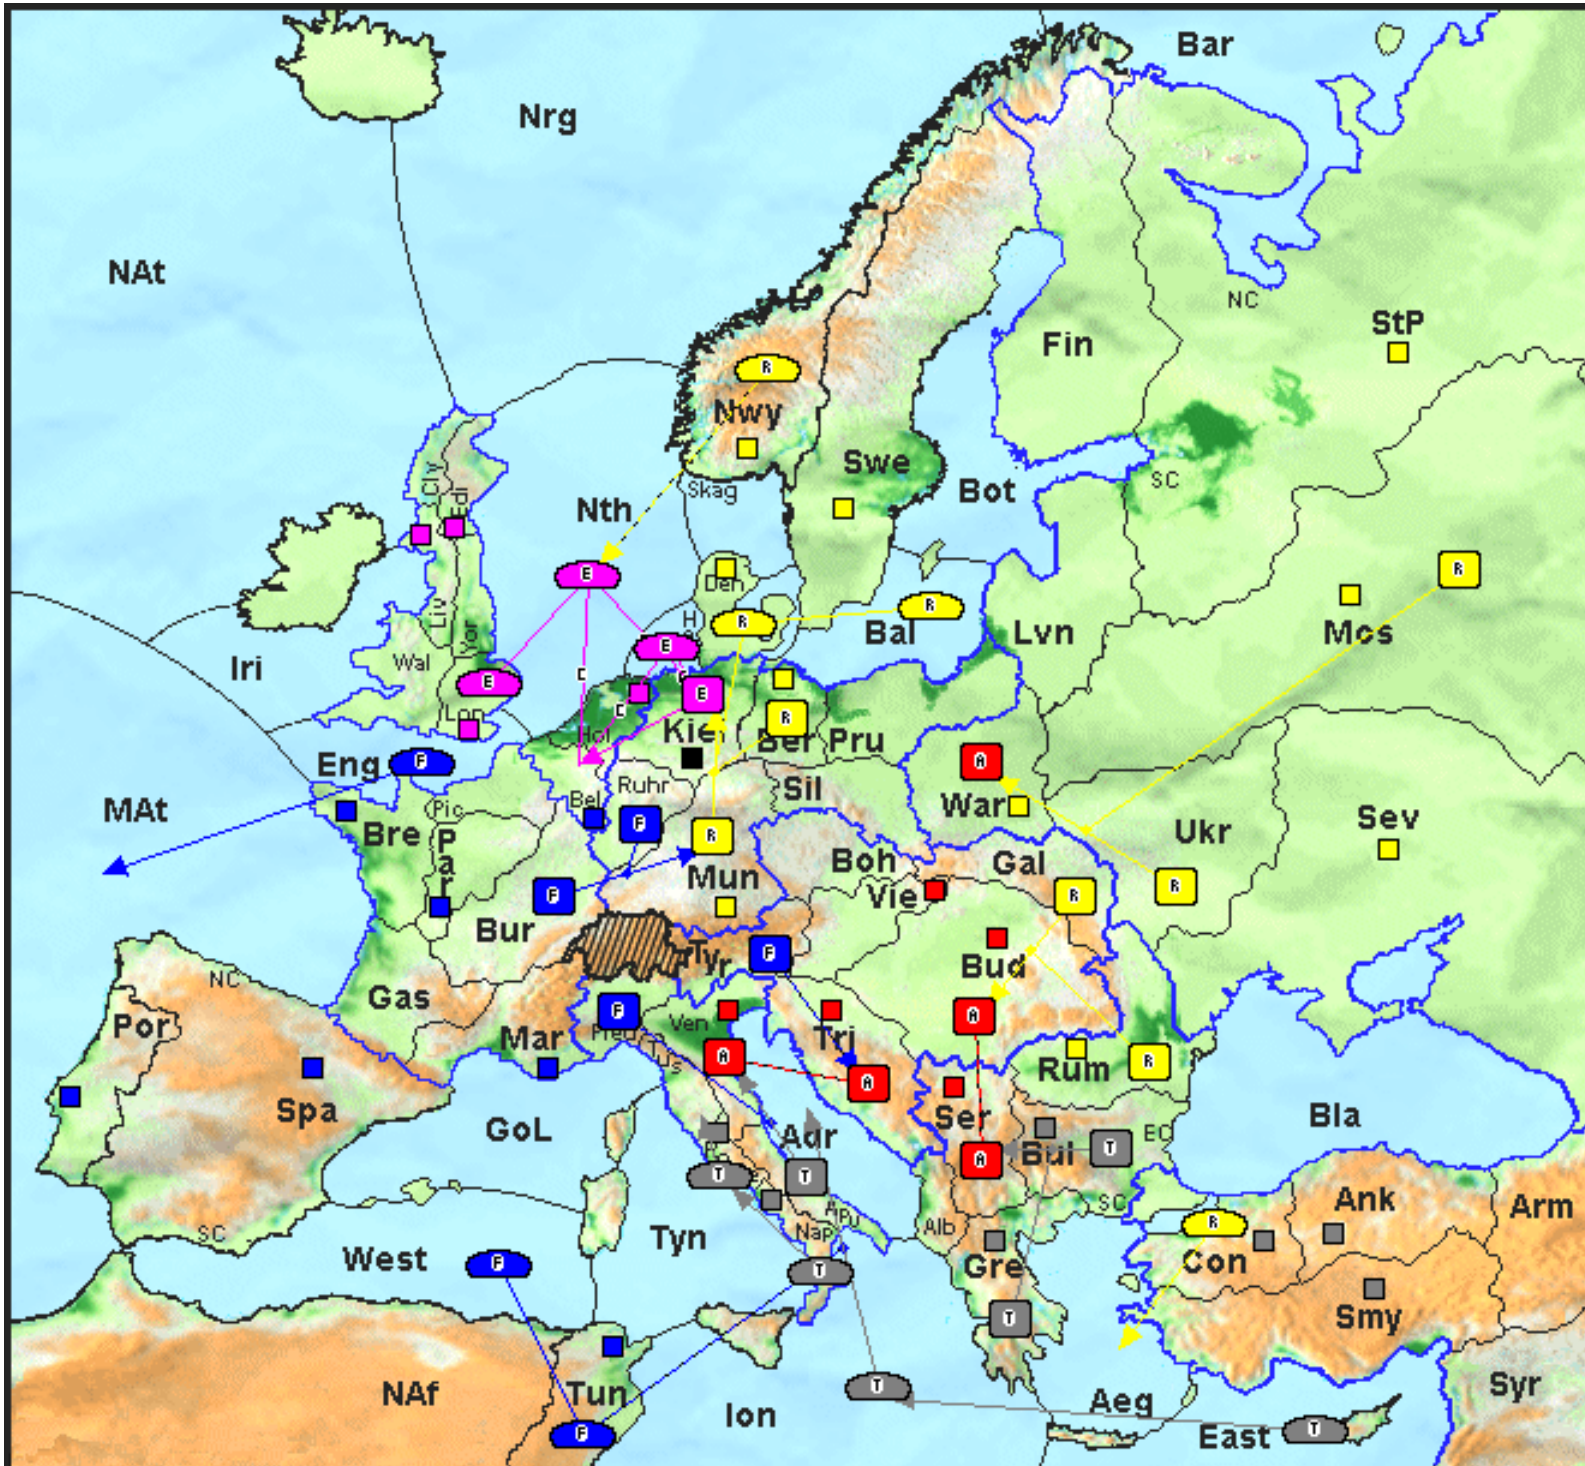 Bar
Nrg
NAt
NC
StP
Fin
Nwy
Swe
SC
Cly
Edi
Skag
Bot
Nth
E
R
R
Den
R
R
H
Bal
Lvn
Mos
Liv
Yor
Wal
Iri
E
E
E
C
C
Lon
Hol
Kie
R
Ber
Pru
Eng
F
A
Ruhr
Sil
War
MAt
Pic
Bel
Bre
Par
F
R
Ukr
Sev
Boh
Gal
Mun
Vie
F
R
R
Bur
Tyr
F
Bud
NC
Gas
Por
F
Pied
Ven
Tri
A
Mar
Tus
A
A
Rum
R
Spa
GoL
Ser
Bla
Adr
A
Bul
T
EC
T
T
SC
Ank
Arm
SC
Tyn
Apu
Nap
Alb
R
Con
West
F
T
Gre
Smy
T
NAf
Tun
T
Aeg
Syr
Ion
F
East
T